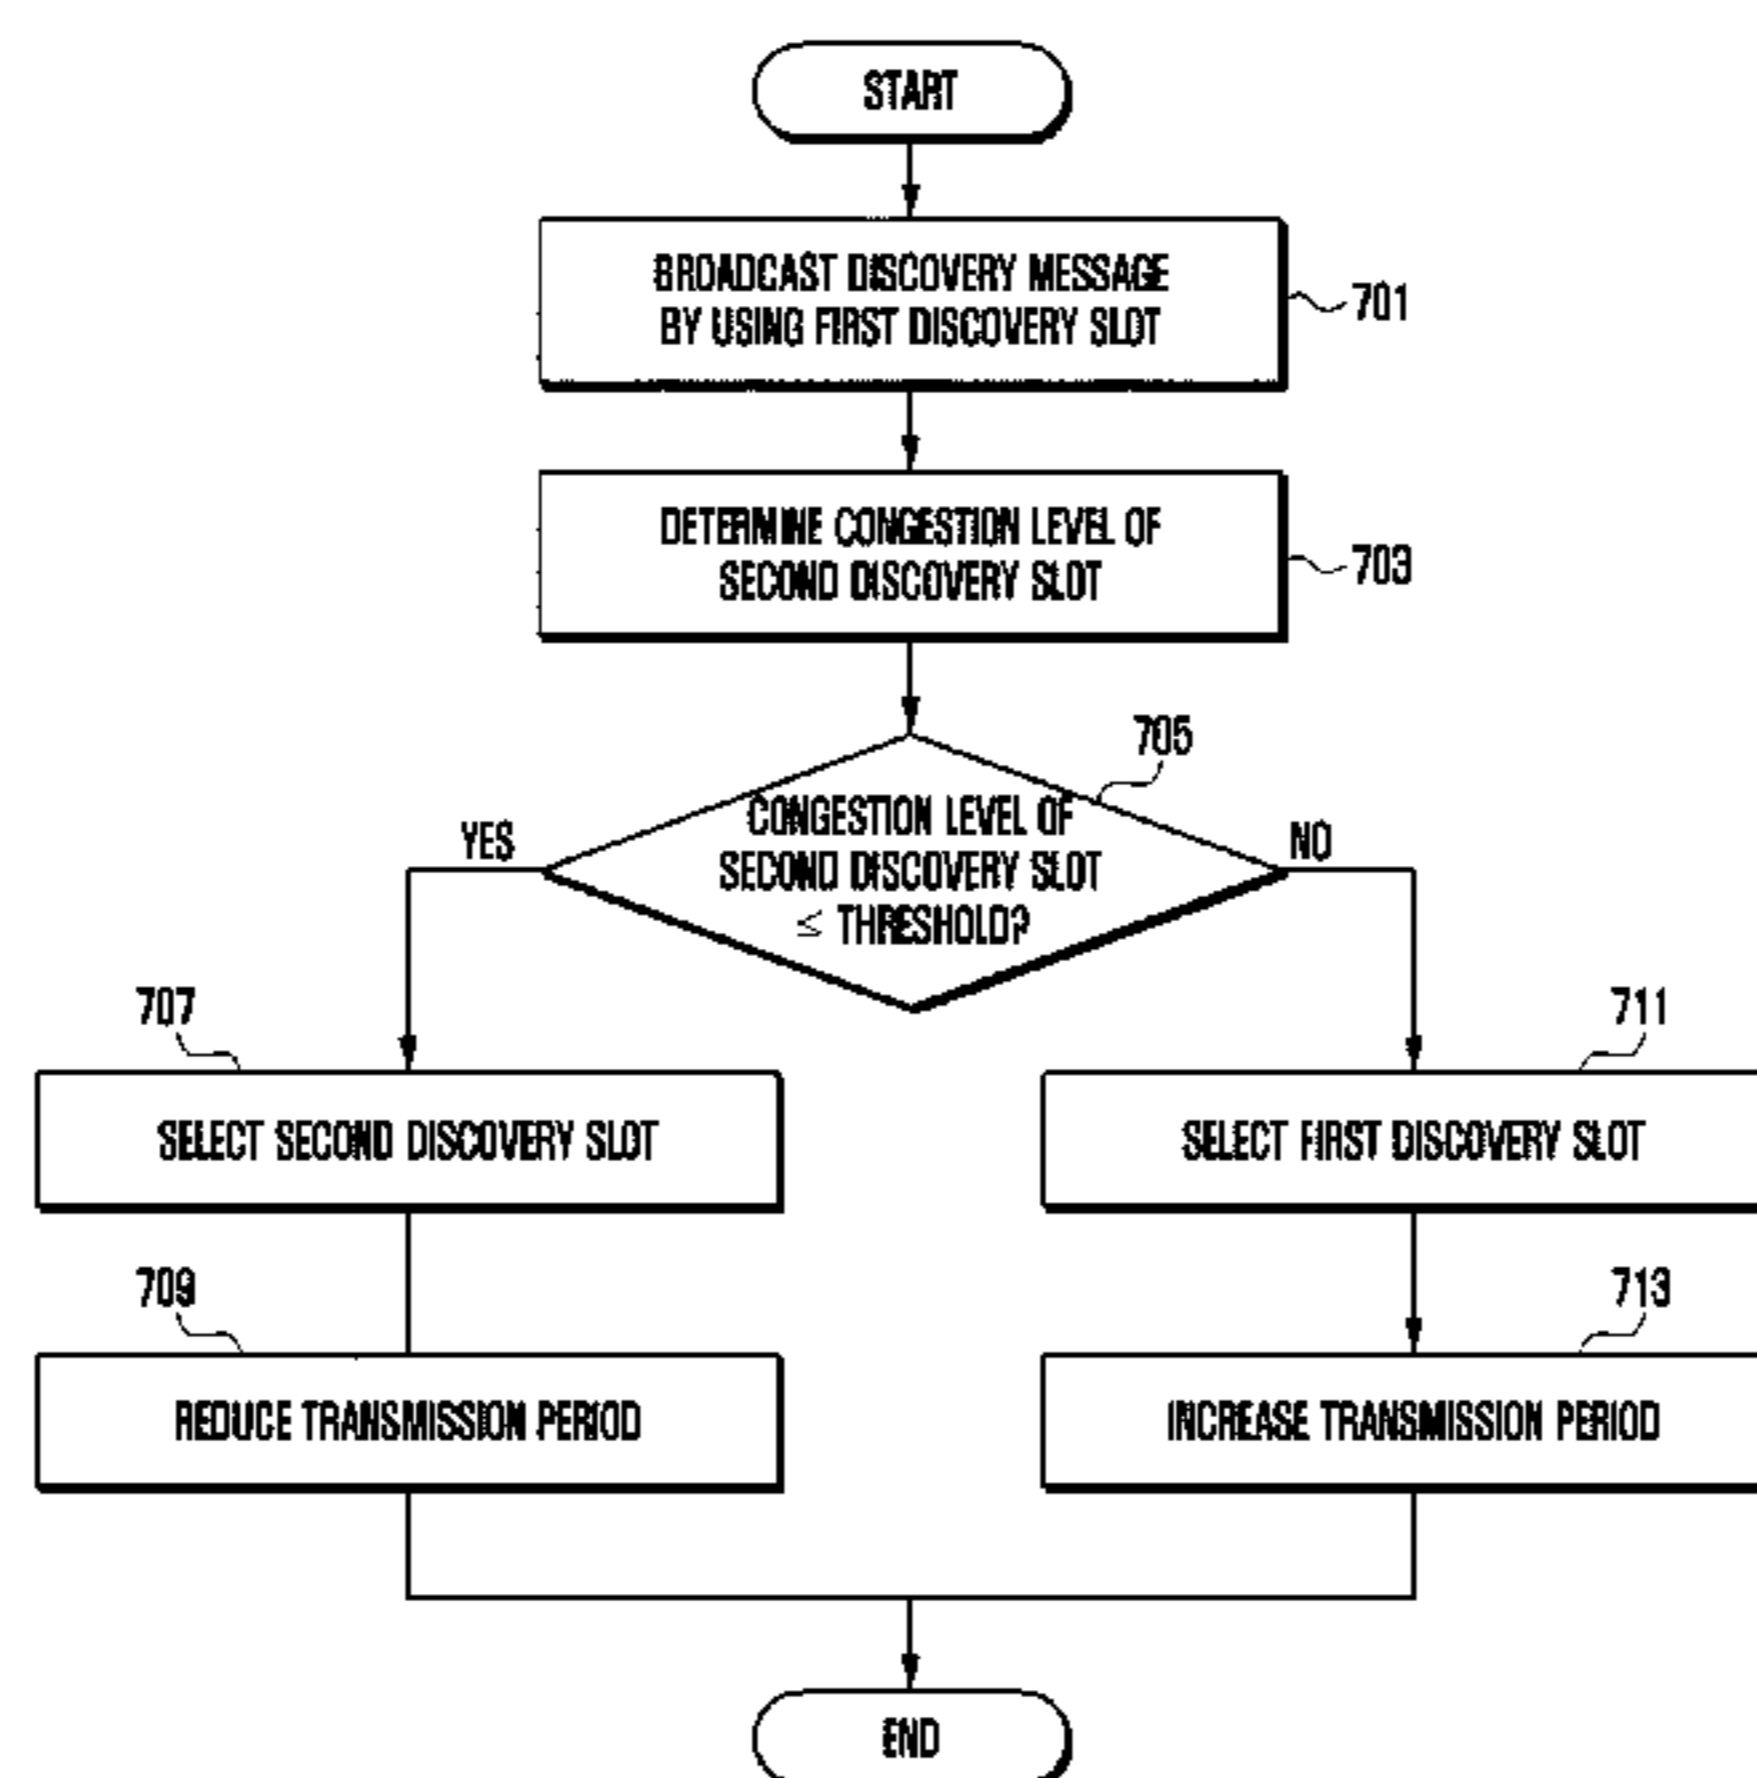 START
BROADCAST DISCOVERY MESSAGE
BY USING FIRST DISCOVERY SLOT
701
DETERMINE CONGESTION LEVEL OF
SECOND DISCOVERY SLOT
703
705
CONGESTION LEVEL OF
SECOND DISCOVERY SLOT
≤ THRESHOLD?
YES
NO
707
711
SELECT SECOND DISCOVERY SLOT
SELECT FIRST DISCOVERY SLOT
709
713
REDUCE TRANSMISSION PERIOD
INCREASE TRANSMISSION PERIOD
END